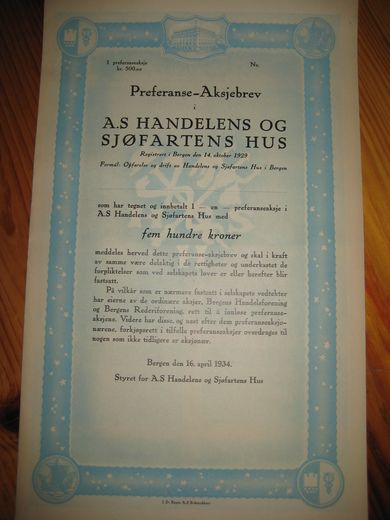 1 preferenseaksje
kr. 500.00
Nr.
Preferanse-Aksjebrev
i
A.S HANDELENS OG
SJØFARTENS HUS
Registrert i Bergen den 14. oktober 1929
Formål: Opførelse og drift av Handelens og Sjøfartens Hus i Bergen
som har tegnet og innbetalt 1 — en — preferanseaksje i
A.S Handelens og Sjøfartens Hus med
fem hundre kroner
meddeles herved dette preferanse-aksjebrev og skal i kraft
av samme være delaktig i de rettigheter og underkastet de
forpliktelser som ved selskapets lover er eller herefter blir
fastsatt.
På vilkår som er nærmere fastsatt i selskapets vedtekter
har eierne av de ordinære aksjer, Bergens Handelsforening
og Bergens Rederiforening, rett til å innløse preferanse-
aksjene. Videre har disse, og næst efter dem preferanseaksjo-
nærene, forkjøpsrett i tilfelle preferanseaksjer overdrages til
nogen som ikke tidligere er aksjonær.
Bergen den 16. april 1934.
Styret for A.S Handelens og Sjøfartens Hus